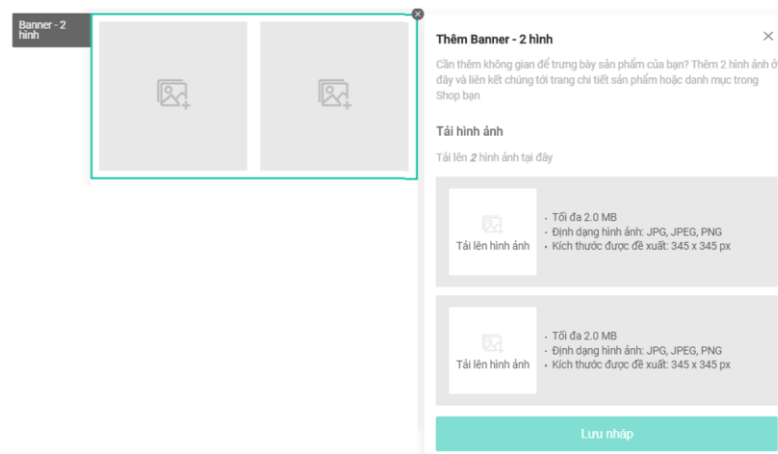 Banner - 2
hình
Thêm Banner - 2 hình
Cần thêm không gian để trưng bày sản phẩm của bạn? Thêm 2 hình ảnh ở
đây và liên kết chúng tới trang chi tiết sản phẩm hoặc danh mục trong
Shop bạn
Tải hình ảnh
Tải lên 2 hình ảnh tại đây
Tải lên hình ảnh
• Tối đa 2.0 MB
• Định dạng hình ảnh: JPG, JPEG, PNG
• Kích thước được đề xuất: 345 x 345 px
Tải lên hình ảnh
• Tối đa 2.0 MB
• Định dạng hình ảnh: JPG, JPEG, PNG
• Kích thước được đề xuất: 345 x 345 px
Lưu nháp